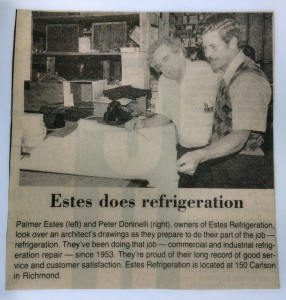 Estes does refrigeration
Palmer Estes (left) and Peter Doninelli (right), owners of Estes Refrigeration,
look over an architect's drawings as they prepare to do their part of the job —
refrigeration. They've been doing that job — commercial and industrial refrig-
eration repair — since 1953. They're proud of their long record of good ser-
vice and customer satisfaction. Estes Refrigeration is located at 150 Carlson
in Richmond.